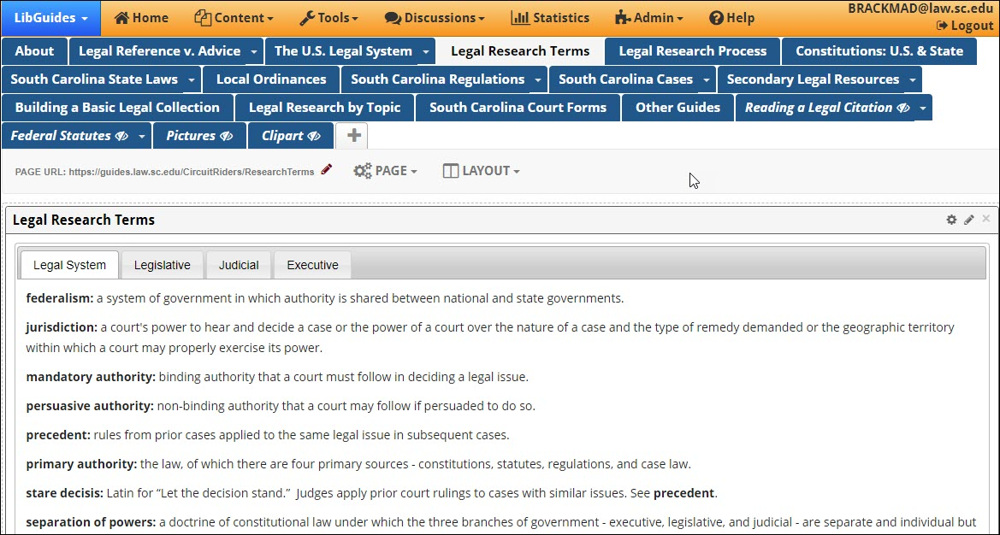 LibGuides Home Content Tools Discussions Statistics Admin Help BRACKMAD@law.sc.edu
Logout
About Legal Reference v. Advice The U.S. Legal System Legal Research Terms Legal Research Process Constitutions: U.S. & State
South Carolina State Laws Local Ordinances South Carolina Regulations South Carolina Cases Secondary Legal Resources
Building a Basic Legal Collection Legal Research by Topic South Carolina Court Forms Other Guides Reading a Legal Citation
Federal Statutes Pictures Clipart
PAGE URL: https://guides.law.sc.edu/CircuitRiders/ResearchTerms PAGE LAYOUT
Legal Research Terms
Legal System Legislative Judicial Executive
federalism: a system of government in which authority is shared between national and state governments.
jurisdiction: a court's power to hear and decide a case or the power of a court over the nature of a case and the type of remedy demanded or the geographic territory
within which a court may properly exercise its power.
mandatory authority: binding authority that a court must follow in deciding a legal issue.
persuasive authority: non-binding authority that a court may follow if persuaded to do so.
precedent: rules from prior cases applied to the same legal issue in subsequent cases.
primary authority: the law, of which there are four primary sources - constitutions, statutes, regulations, and case law.
stare decisis: Latin for “Let the decision stand.” Judges apply prior court rulings to cases with similar issues. See precedent.
separation of powers: a doctrine of constitutional law under which the three branches of government - executive, legislative, and judicial - are separate and individual but